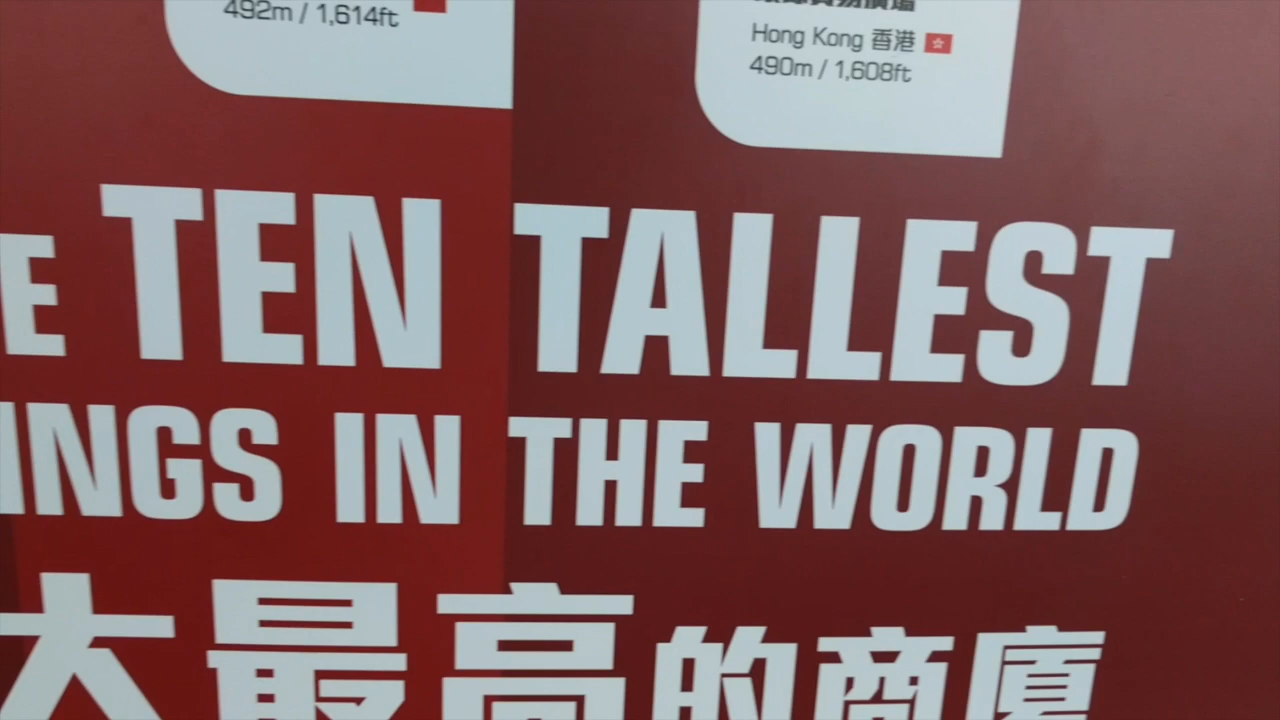 492m / 1,614ft
Hong Kong 香港
490m / 1,608ft
E TEN TALLEST
INGS IN THE WORLD
大最高的商廈